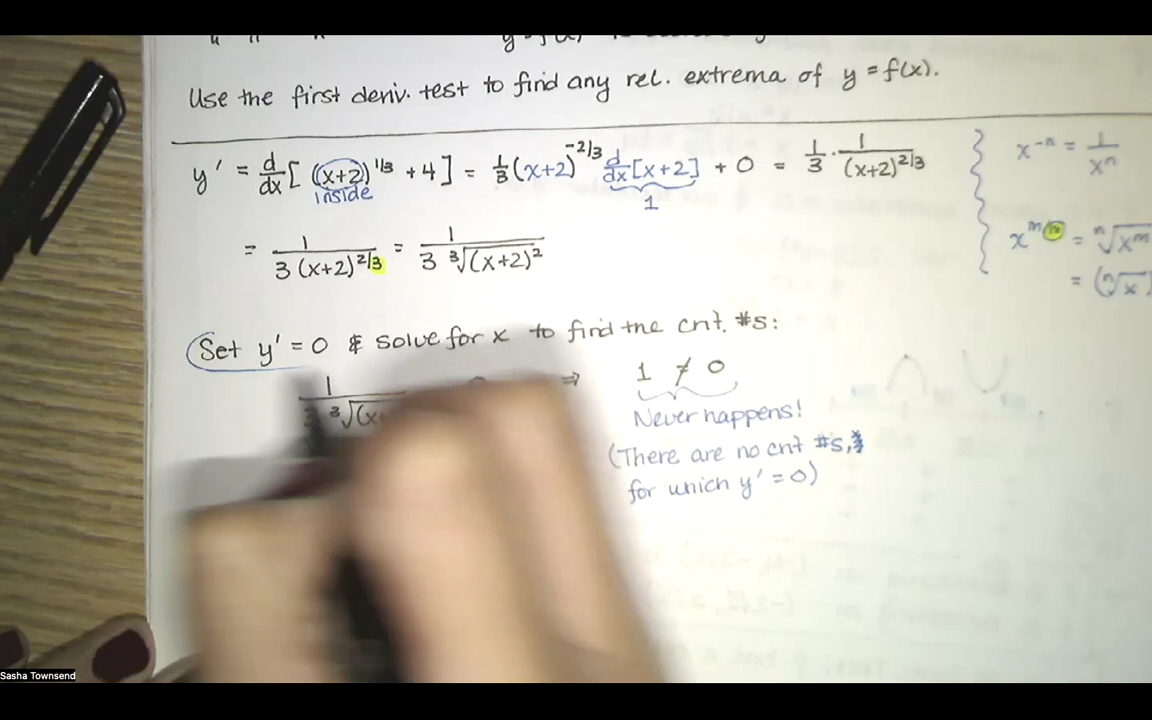 Use the first deriv. test to find any rel. extrema of y = f(x).
y' = d/dx [ (x+2)^1/3 + 4 ] = 1/3 (x+2)^-2/3 d/dx [x+2] + 0 = 1/3 · 1/(x+2)^2/3
inside
1
x^-n = 1/x^n
= 1/(3 (x+2)^2/3) = 1/(3 ∛(x+2)^2)
x^m/n = ⁿ√x^m
= (ⁿ√x
Set y' = 0 & solve for x to find the crit. #s:
⇒ 1 ≠ 0
Never happens!
(There are no crit #s,
for which y' = 0)
Sasha Townsend